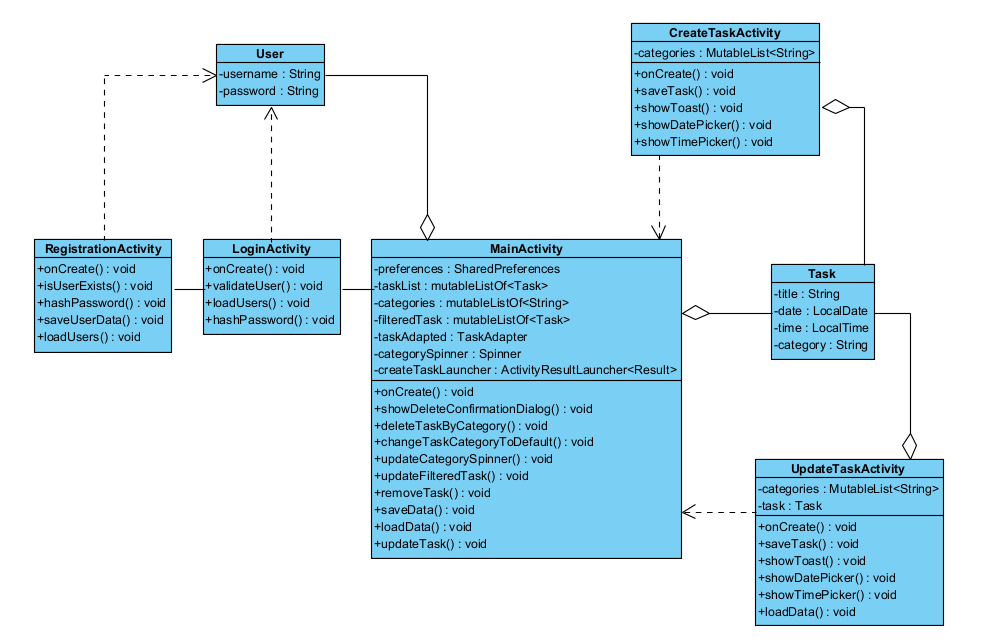 CreateTaskActivity
-categories : MutableList<String>
+onCreate() : void
+saveTask() : void
+showToast() : void
+showDatePicker() : void
+showTimePicker() : void
User
-username : String
-password : String
RegistrationActivity
+onCreate() : void
+isUserExists() : void
+hashPassword() : void
+saveUserData() : void
+loadUsers() : void
LoginActivity
+onCreate() : void
+validateUser() : void
+loadUsers() : void
+hashPassword() : void
MainActivity
-preferences : SharedPreferences
-taskList : mutableListOf<Task>
-categories : mutableListOf<String>
-filteredTask : mutableListOf<Task>
-taskAdapted : TaskAdapter
-categorySpinner : Spinner
-createTaskLauncher : ActivityResultLauncher<Result>
+onCreate() : void
+showDeleteConfirmationDialog() : void
+deleteTaskByCategory() : void
+changeTaskCategoryToDefault() : void
+updateCategorySpinner() : void
+updateFilteredTask() : void
+removeTask() : void
+saveData() : void
+loadData() : void
+updateTask() : void
Task
-title : String
-date : LocalDate
-time : LocalTime
-category : String
UpdateTaskActivity
-categories : MutableList<String>
-task : Task
+onCreate() : void
+saveTask() : void
+showToast() : void
+showDatePicker() : void
+showTimePicker() : void
+loadData() : void